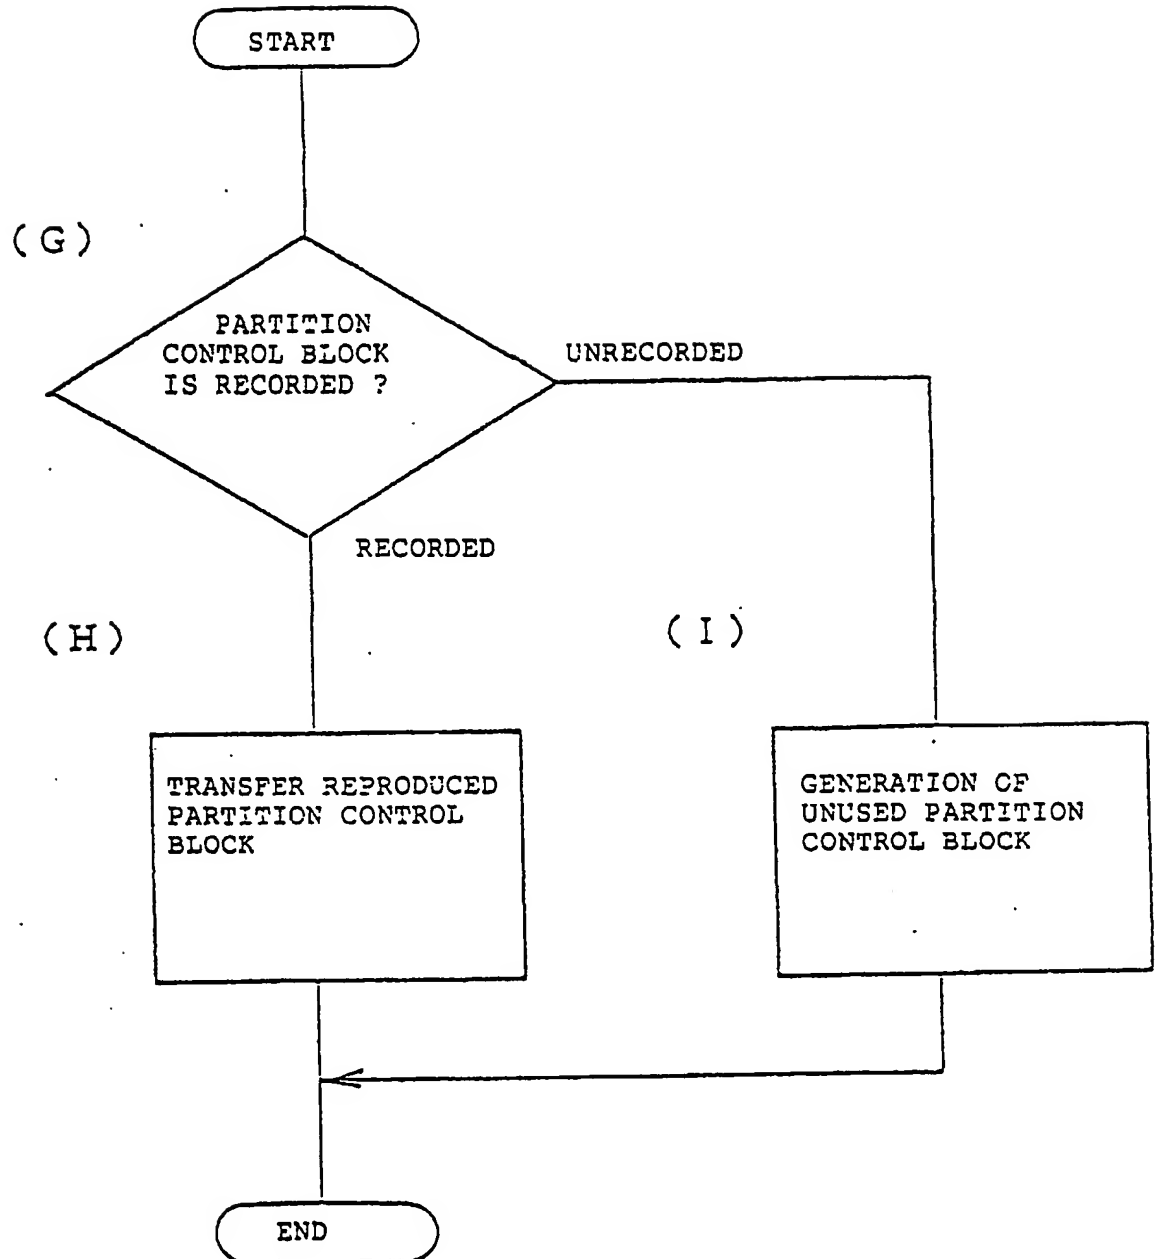 START
(G)
PARTITION
CONTROL BLOCK
IS RECORDED ?
UNRECORDED
RECORDED
(H)
(I)
TRANSFER REPRODUCED
PARTITION CONTROL
BLOCK
GENERATION OF
UNUSED PARTITION
CONTROL BLOCK
END